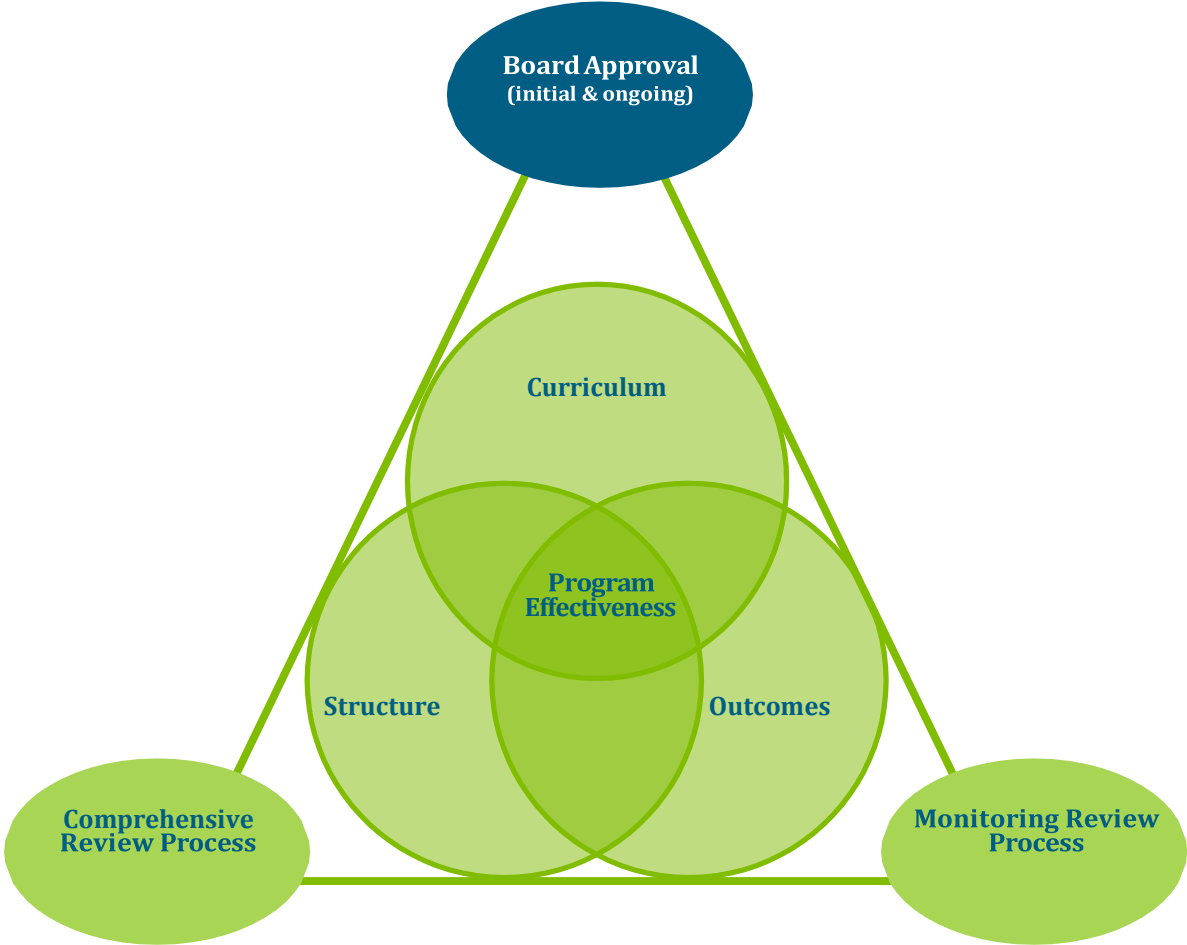 Board Approval
(initial & ongoing)
Curriculum
Program
Effectiveness
Structure
Outcomes
Comprehensive
Review Process
Monitoring Review
Process